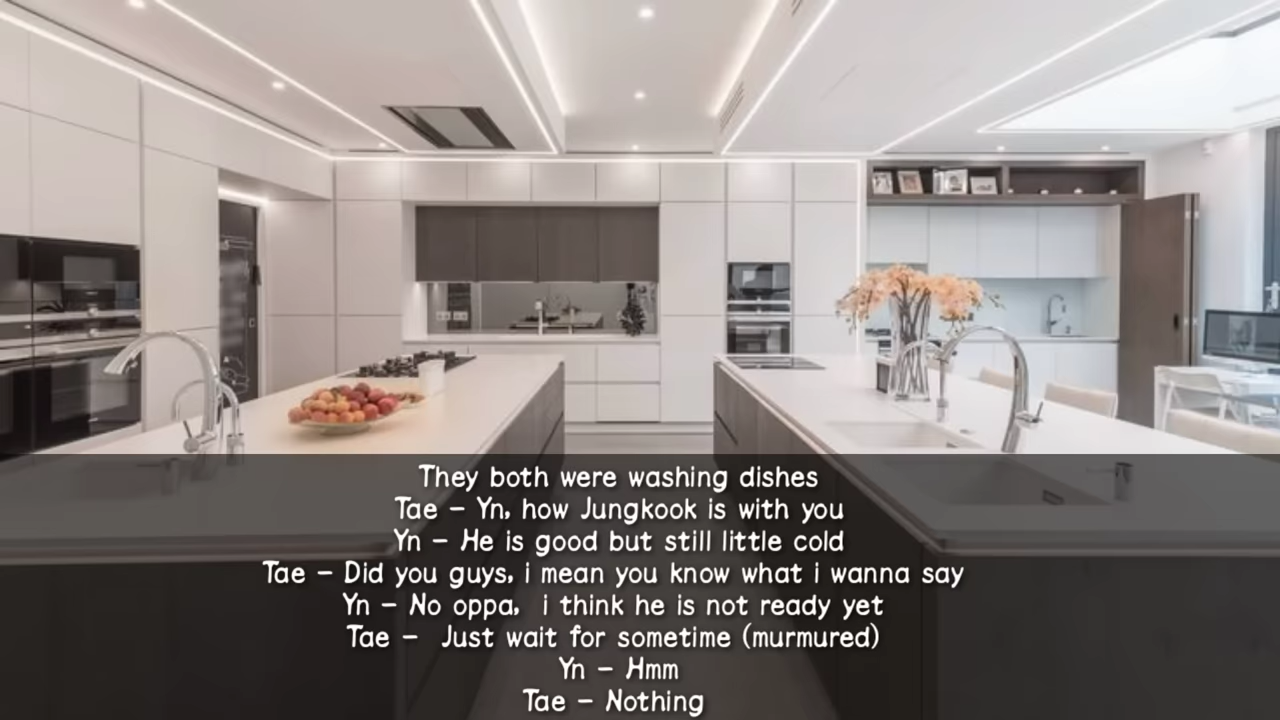 They both were washing dishes
Tae - Yn, how Jungkook is with you
Yn - He is good but still little cold
Tae - Did you guys, i mean you know what i wanna say
Yn - No oppa, i think he is not ready yet
Tae - Just wait for sometime (murmured)
Yn - Hmm
Tae - Nothing